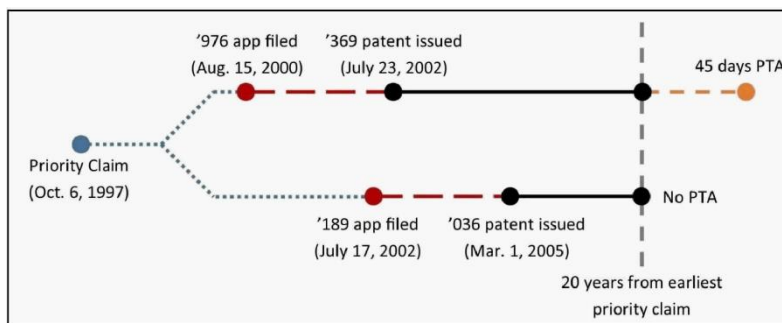 ’976 app filed
(Aug. 15, 2000)
’369 patent issued
(July 23, 2002)
45 days PTA
Priority Claim
(Oct. 6, 1997)
’189 app filed
(July 17, 2002)
’036 patent issued
(Mar. 1, 2005)
No PTA
20 years from earliest
priority claim